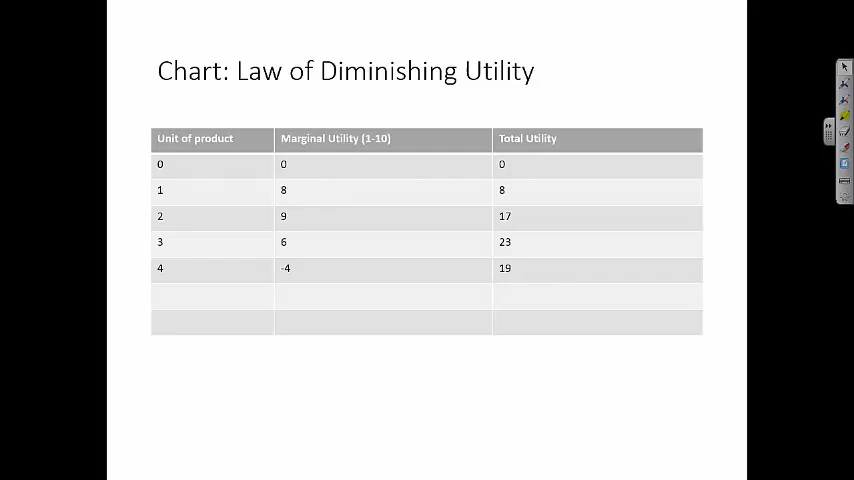 Chart: Law of Diminishing Utility
Unit of product Marginal Utility (1-10) Total Utility
0 0 0
1 8 8
2 9 17
3 6 23
4 -4 19